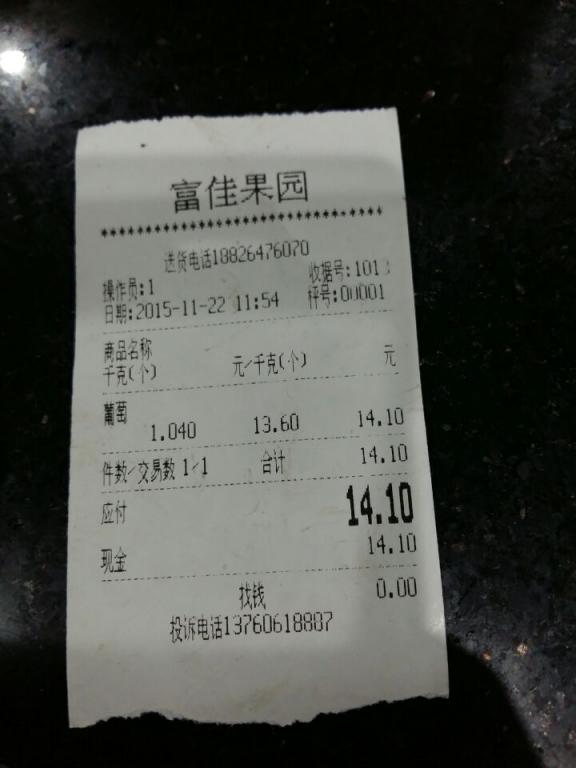 富佳果园
************************
送货电话18826476070
操作员:1 收据号:101
日期:2015-11-22 11:54 秤号:00001
商品名称
千克(个) 元/千克(个) 元
葡萄
1.040 13.60 14.10
件数/交易数 1/1 合计 14.10
应付 14.10
现金 14.10
找钱 0.00
投诉电话13760618887